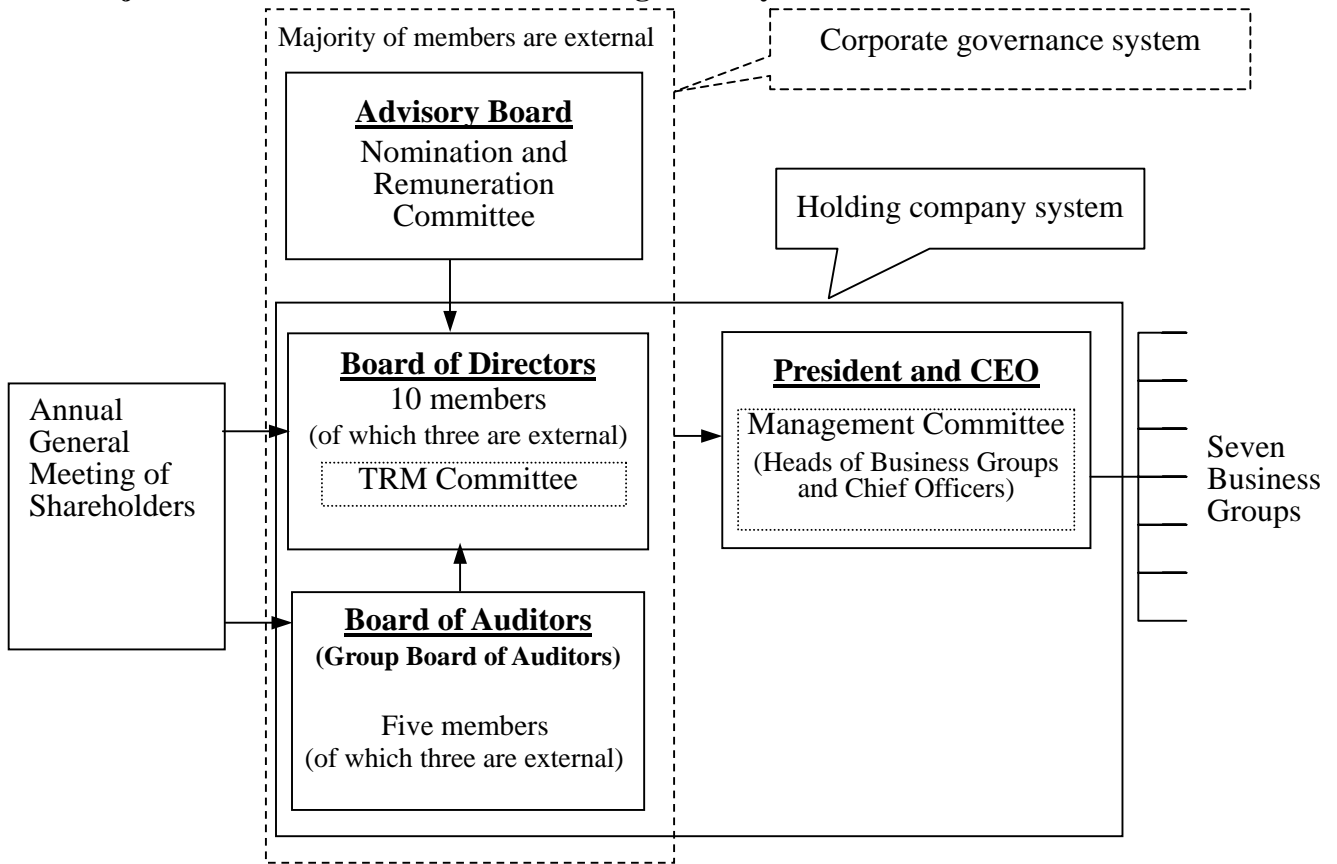 Majority of members are external
Corporate governance system
Advisory Board
Nomination and
Remuneration
Committee
Holding company system
Board of Directors
10 members
(of which three are external)
TRM Committee
President and CEO
Management Committee
(Heads of Business Groups
and Chief Officers)
Annual
General
Meeting of
Shareholders
Seven
Business
Groups
Board of Auditors
(Group Board of Auditors)
Five members
(of which three are external)